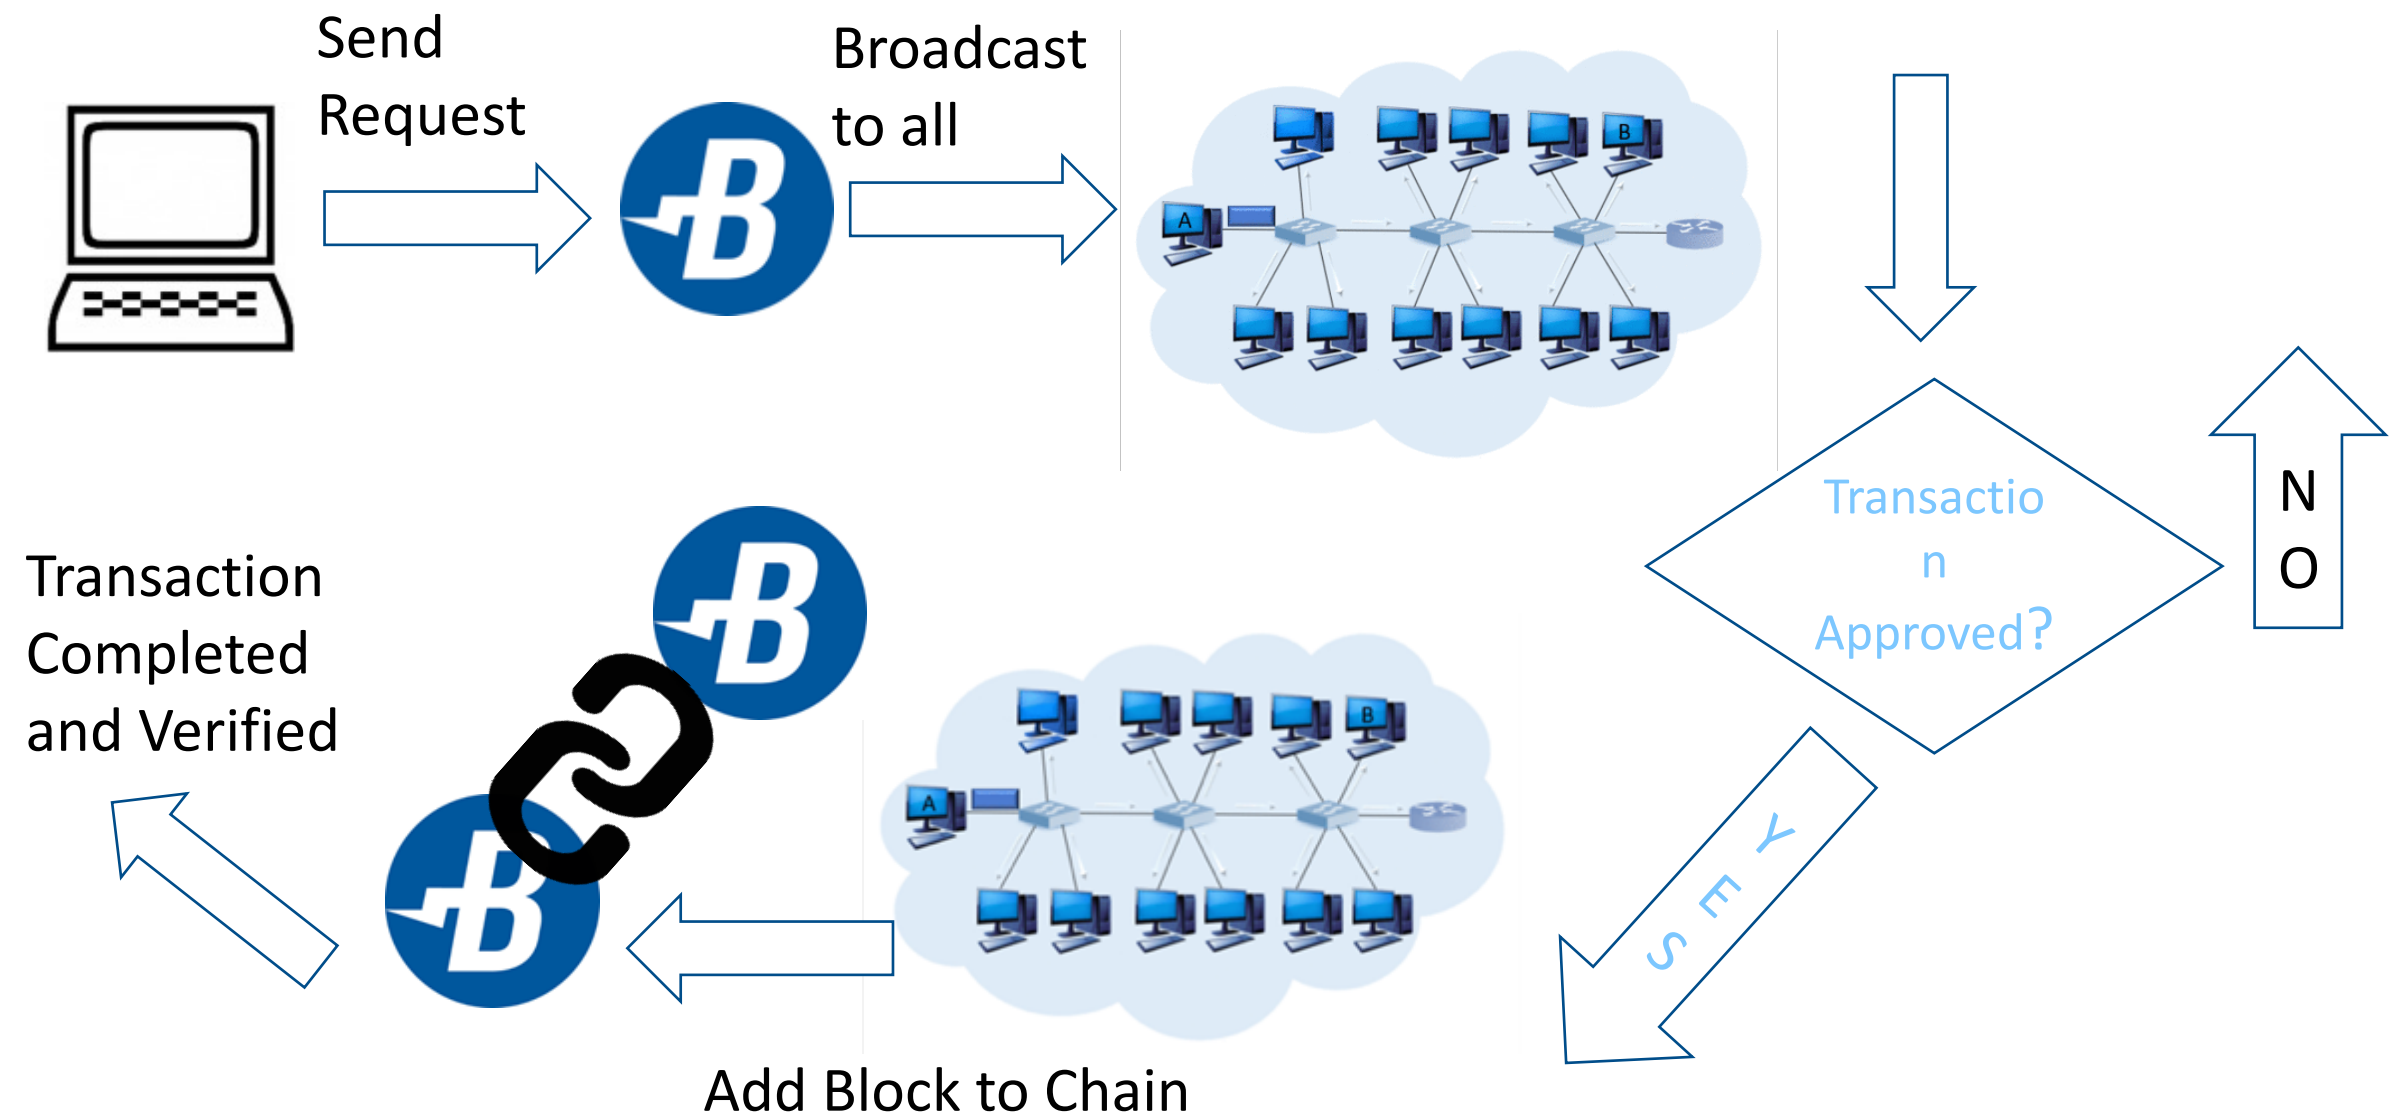 Send
Request
Broadcast
to all
B
A
Transactio
n
Approved?
N
O
Y
E
S
B
A
Add Block to Chain
Transaction
Completed
and Verified
B
B
B